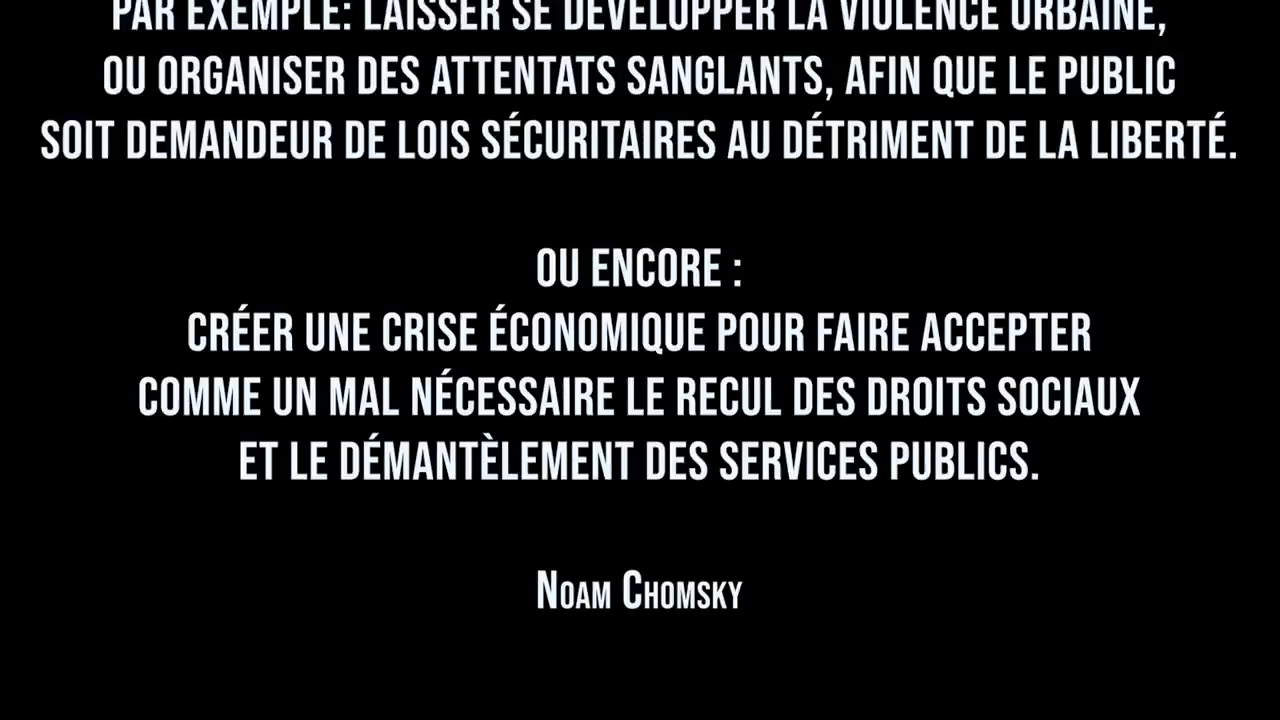 PAR EXEMPLE: LAISSER SE DÉVELOPPER LA VIOLENCE URBAINE,
OU ORGANISER DES ATTENTATS SANGLANTS, AFIN QUE LE PUBLIC
SOIT DEMANDEUR DE LOIS SÉCURITAIRES AU DÉTRIMENT DE LA LIBERTÉ.
OU ENCORE :
CRÉER UNE CRISE ÉCONOMIQUE POUR FAIRE ACCEPTER
COMME UN MAL NÉCESSAIRE LE RECUL DES DROITS SOCIAUX
ET LE DÉMANTÈLEMENT DES SERVICES PUBLICS.
NOAM CHOMSKY